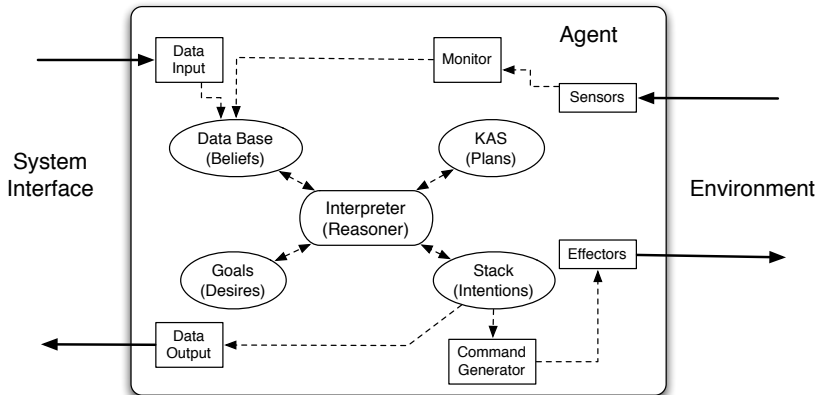 Agent
Data
Input
Monitor
Sensors
Data Base
(Beliefs)
KAS
(Plans)
System
Interface
Interpreter
(Reasoner)
Environment
Goals
(Desires)
Stack
(Intentions)
Effectors
Data
Output
Command
Generator